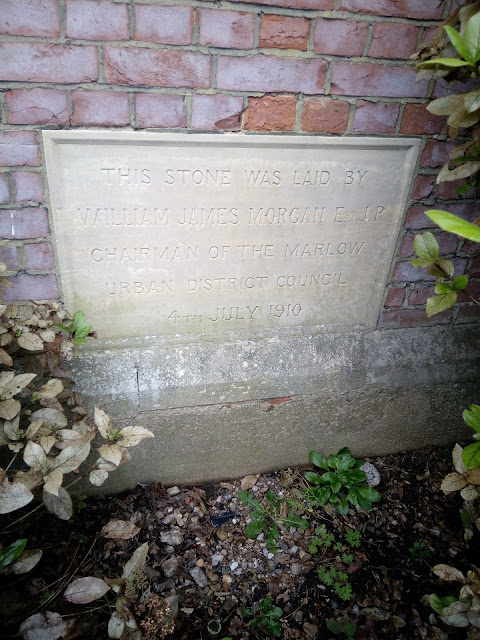 THIS STONE WAS LAID BY
WILLIAM JAMES MORGAN Esq J.P.
CHAIRMAN OF THE MARLOW
URBAN DISTRICT COUNCIL
4TH JULY 1910